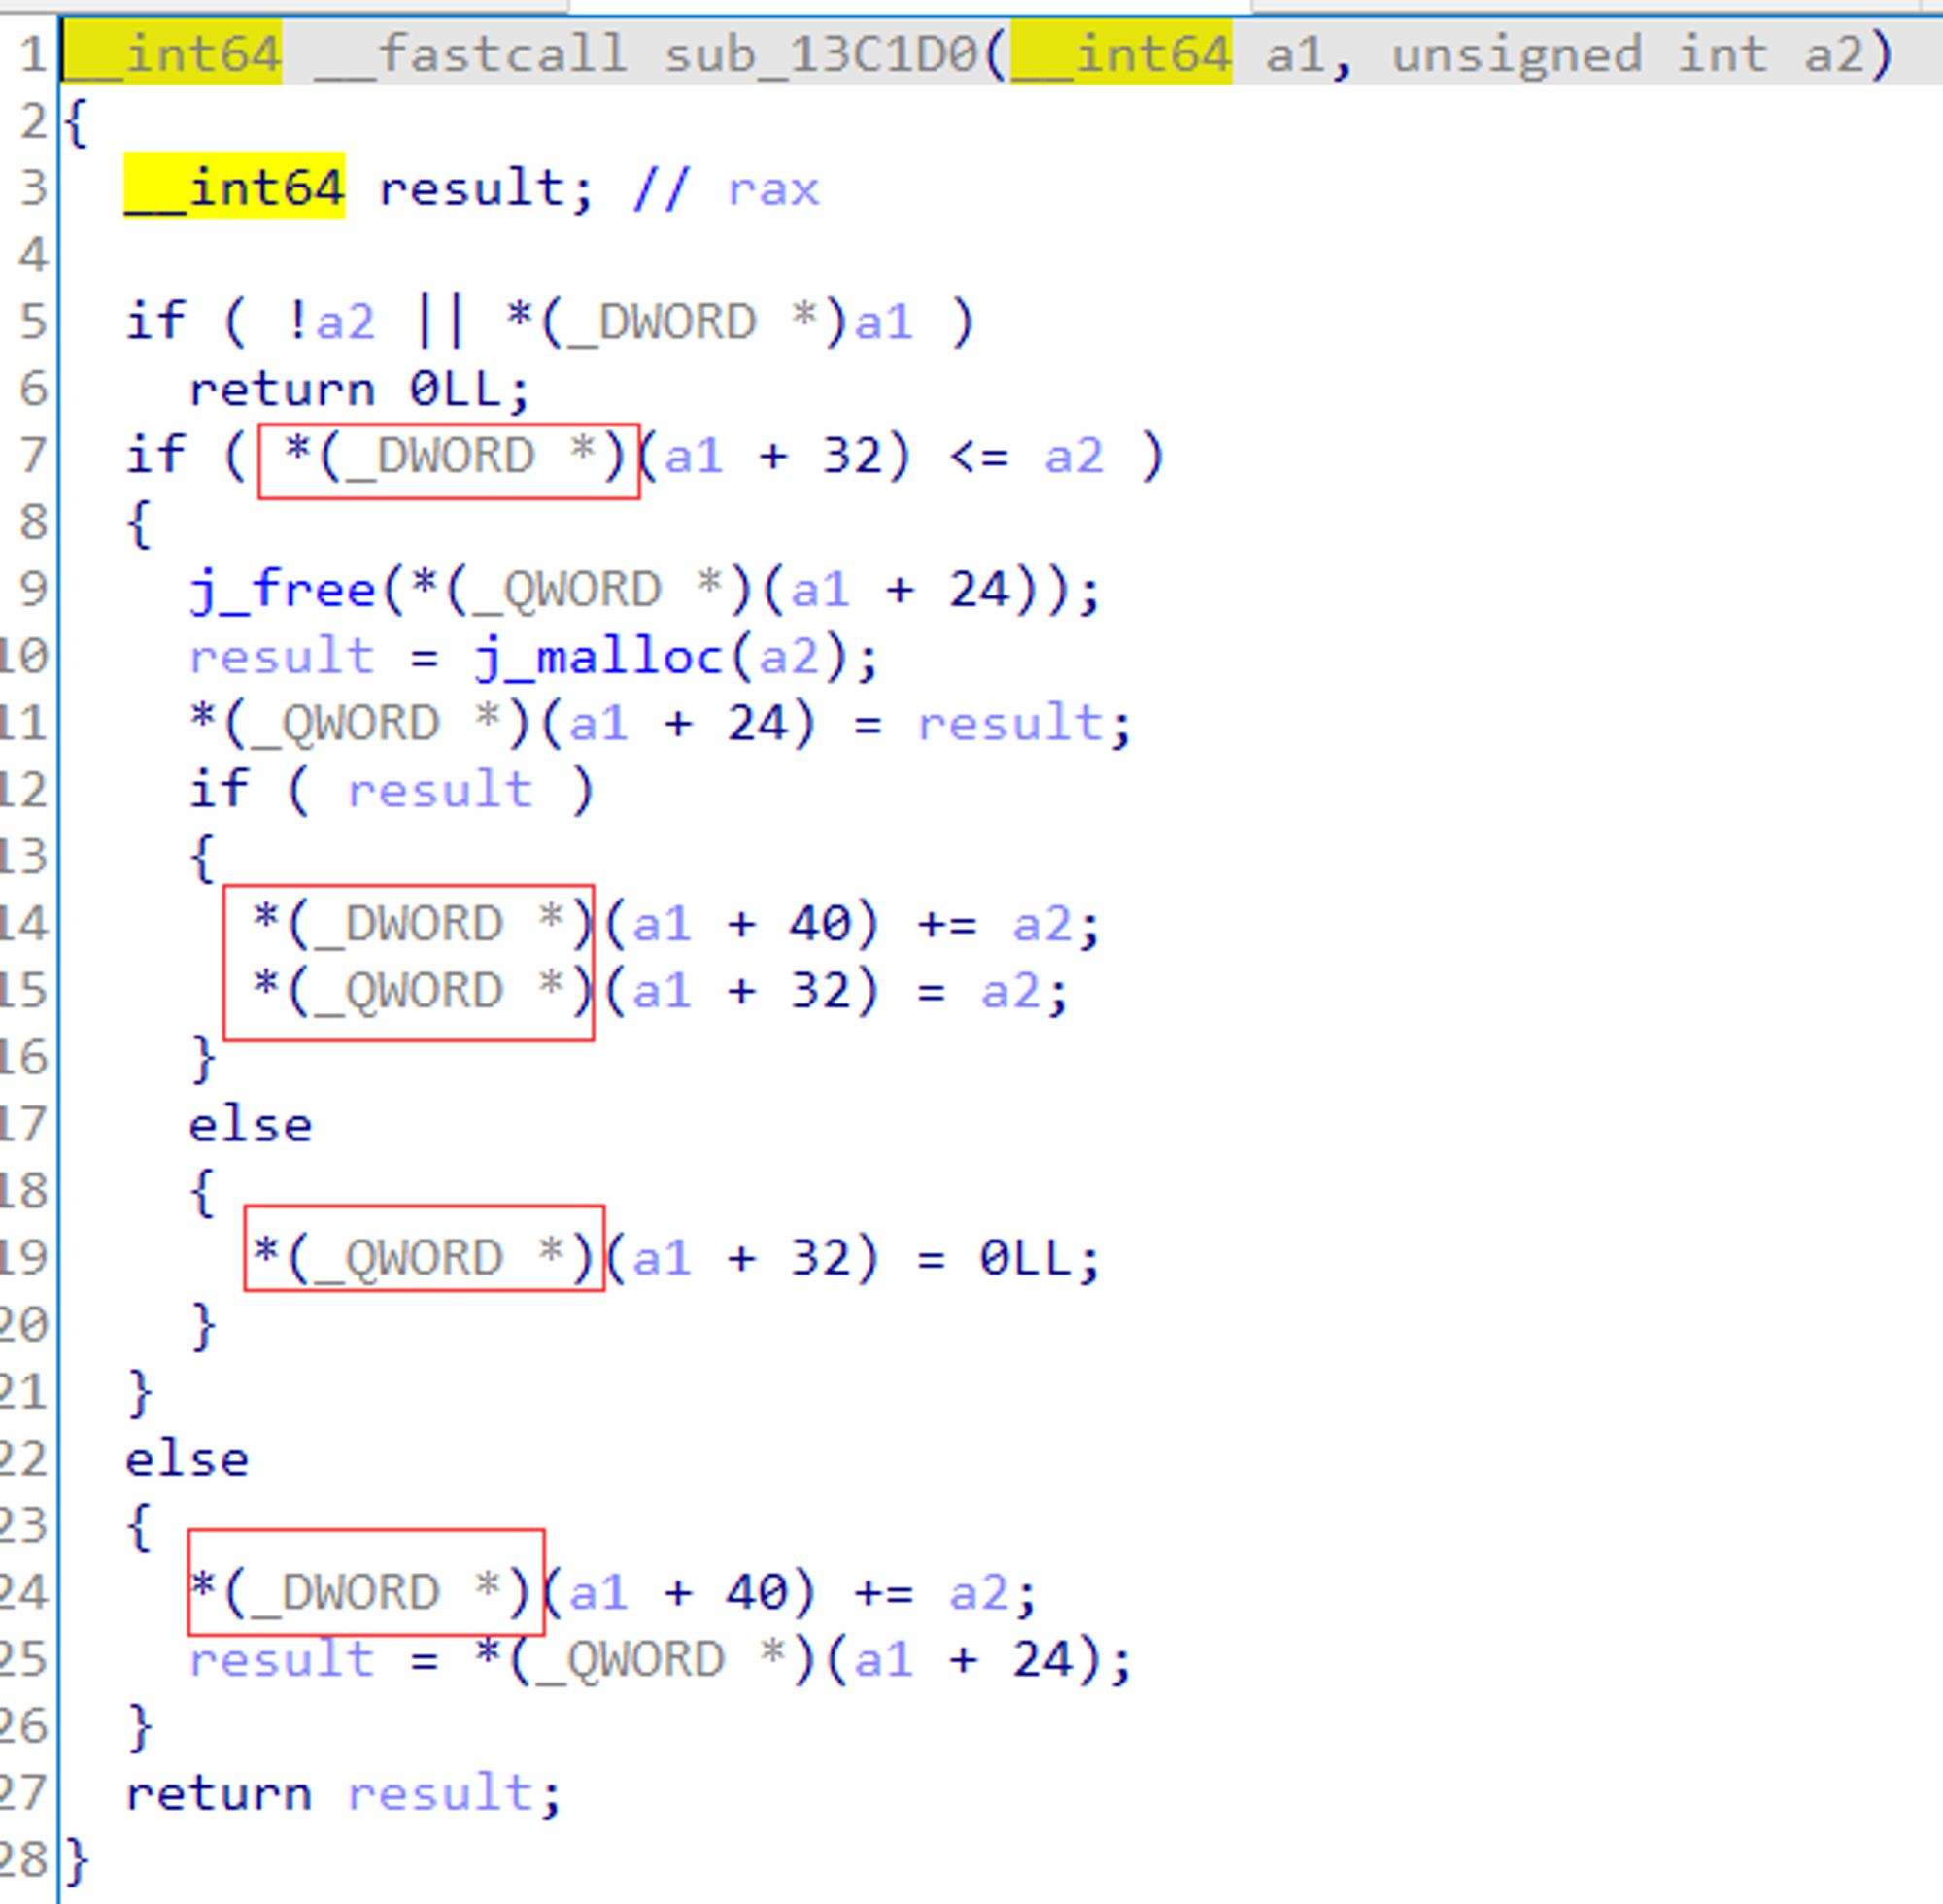 1 __int64 __fastcall sub_13C1D0(__int64 a1, unsigned int a2)
2 {
3   __int64 result; // rax
4
5   if ( !a2 || *(_DWORD *)a1 )
6     return 0LL;
7   if ( *(_DWORD *)(a1 + 32) <= a2 )
8   {
9     j_free(*(_QWORD *)(a1 + 24));
10     result = j_malloc(a2);
11     *(_QWORD *)(a1 + 24) = result;
12     if ( result )
13     {
14       *(_DWORD *)(a1 + 40) += a2;
15       *(_QWORD *)(a1 + 32) = a2;
16     }
17     else
18     {
19       *(_QWORD *)(a1 + 32) = 0LL;
20     }
21   }
22   else
23   {
24     *(_DWORD *)(a1 + 40) += a2;
25     result = *(_QWORD *)(a1 + 24);
26   }
27   return result;
28 }